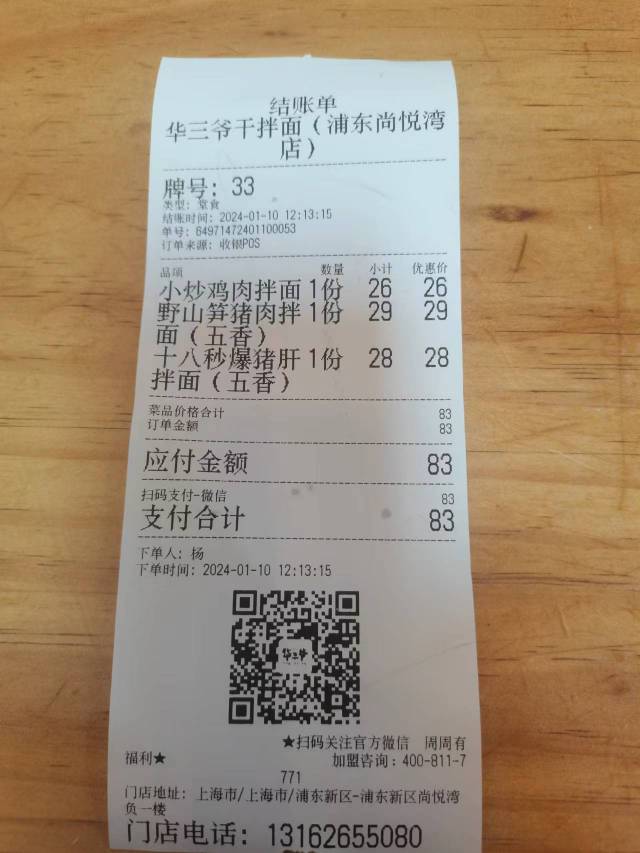 结账单
华三爷干拌面（浦东尚悦湾
店）
牌号: 33
类型: 堂食
结账时间: 2024-01-10 12:13:15
单号: 64971472401100053
订单来源: 收银POS
品项 数量 小计 优惠价
小炒鸡肉拌面 1份 26 26
野山笋猪肉拌 1份 29 29
面（五香）
十八秒爆猪肝 1份 28 28
拌面（五香）
菜品价格合计 83
订单金额 83
应付金额 83
扫码支付-微信 83
支付合计 83
下单人: 杨
下单时间: 2024-01-10 12:13:15
华三爷
★扫码关注官方微信 周周有
福利★ 加盟咨询：400-811-7
771
门店地址: 上海市/上海市/浦东新区-浦东新区尚悦湾
负一楼
门店电话: 13162655080